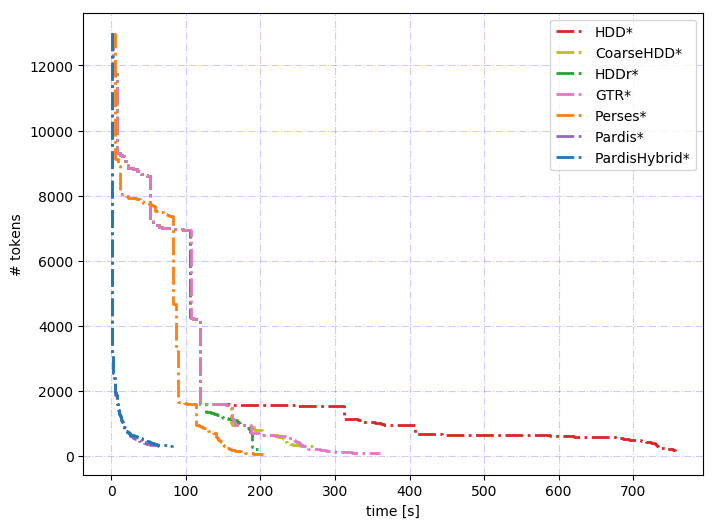 HDD*
CoarseHDD*
HDDr*
GTR*
Perses*
Pardis*
PardisHybrid*
# tokens
12000
10000
8000
6000
4000
2000
0
0 100 200 300 400 500 600 700
time [s]